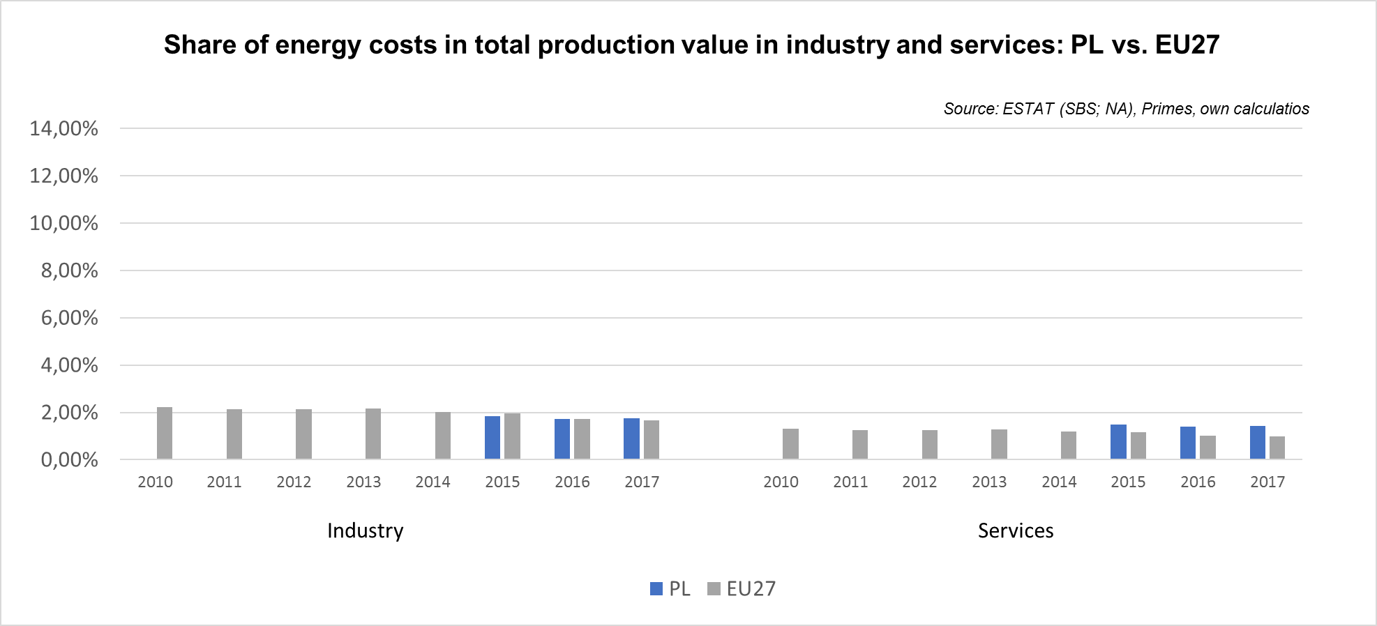 Share of energy costs in total production value in industry and services: PL vs. EU27
Source: ESTAT (SBS; NA), Primes, own calculatios
14,00%
12,00%
10,00%
8,00%
6,00%
4,00%
2,00%
0,00%
2010 2011 2012 2013 2014 2015 2016 2017 2010 2011 2012 2013 2014 2015 2016 2017
Industry Services
PL EU27